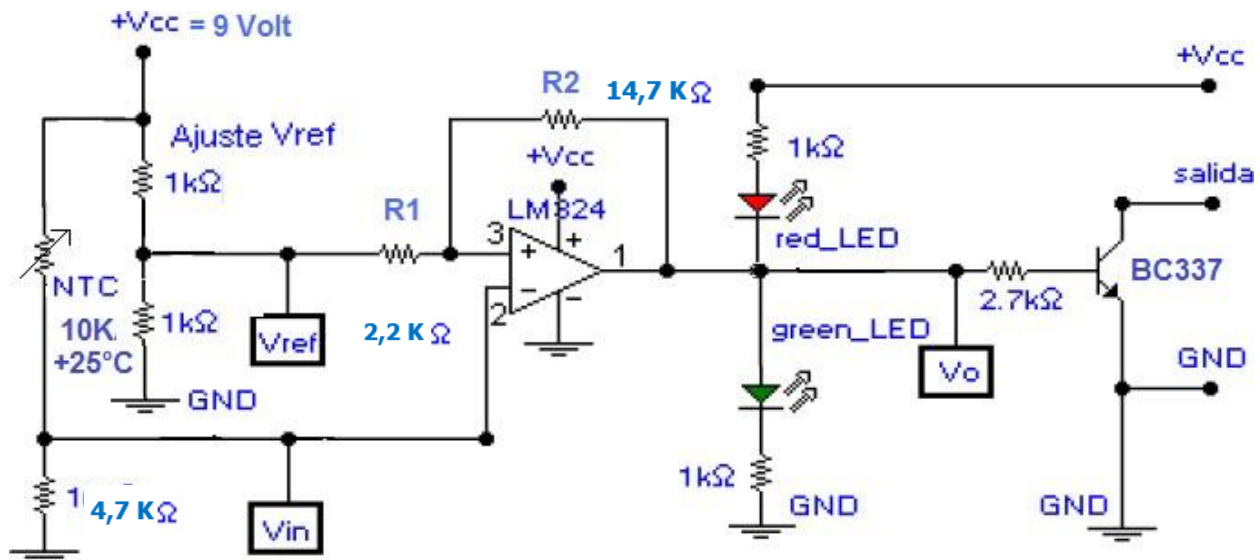 +Vcc = 9 Volt
Ajuste Vref
1kΩ
R2
14,7 KΩ
+Vcc
+Vcc
R1
LM324
3
+
+
1
-
-
2
1kΩ
red_LED
salida
NTC
10K.
+25°C
1kΩ
Vref
2,2 KΩ
GND
2.7kΩ
BC337
green_LED
Vo
GND
1kΩ
GND
GND
4,7 KΩ
Vin